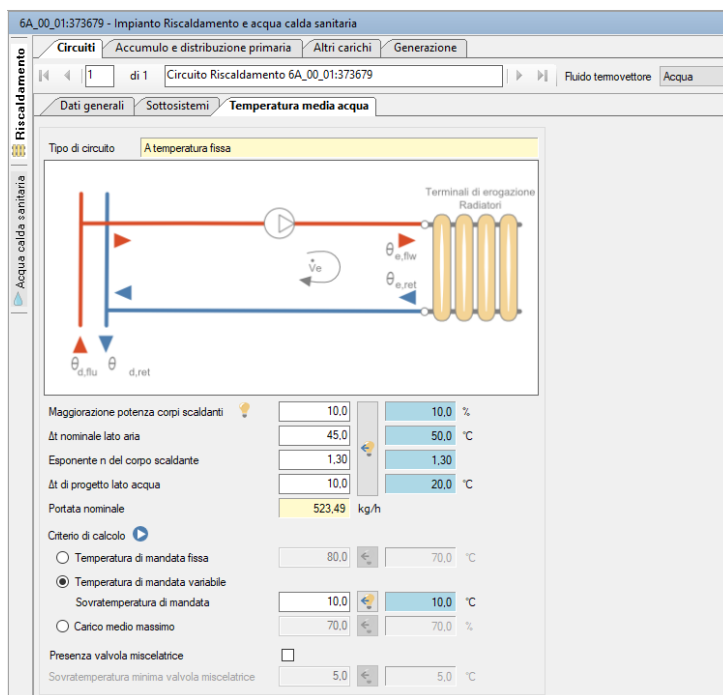 6A_00_01:373679 - Impianto Riscaldamento e acqua calda sanitaria
Riscaldamento
Acqua calda sanitaria
Circuiti Accumulo e distribuzione primaria Altri carichi Generazione
1 di 1 Circuito Riscaldamento 6A_00_01:373679 Fluido termovettore Acqua
Dati generali Sottosistemi Temperatura media acqua
Tipo di circuito A temperatura fissa
Terminali di erogazione
Radiatori
θe,flw
V̇e
θe,ret
θd,flu θ d,ret
Maggiorazione potenza corpi scaldanti 10,0 10,0 %
Δt nominale lato aria 45,0 50,0 °C
Esponente n del corpo scaldante 1,30 1,30
Δt di progetto lato acqua 10,0 20,0 °C
Portata nominale 523,49 kg/h
Criterio di calcolo
Temperatura di mandata fissa 80,0 70,0 °C
Temperatura di mandata variabile
Sovratemperatura di mandata 10,0 10,0 °C
Carico medio massimo 70,0 70,0 %
Presenza valvola miscelatrice
Sovratemperatura minima valvola miscelatrice 5,0 5,0 °C